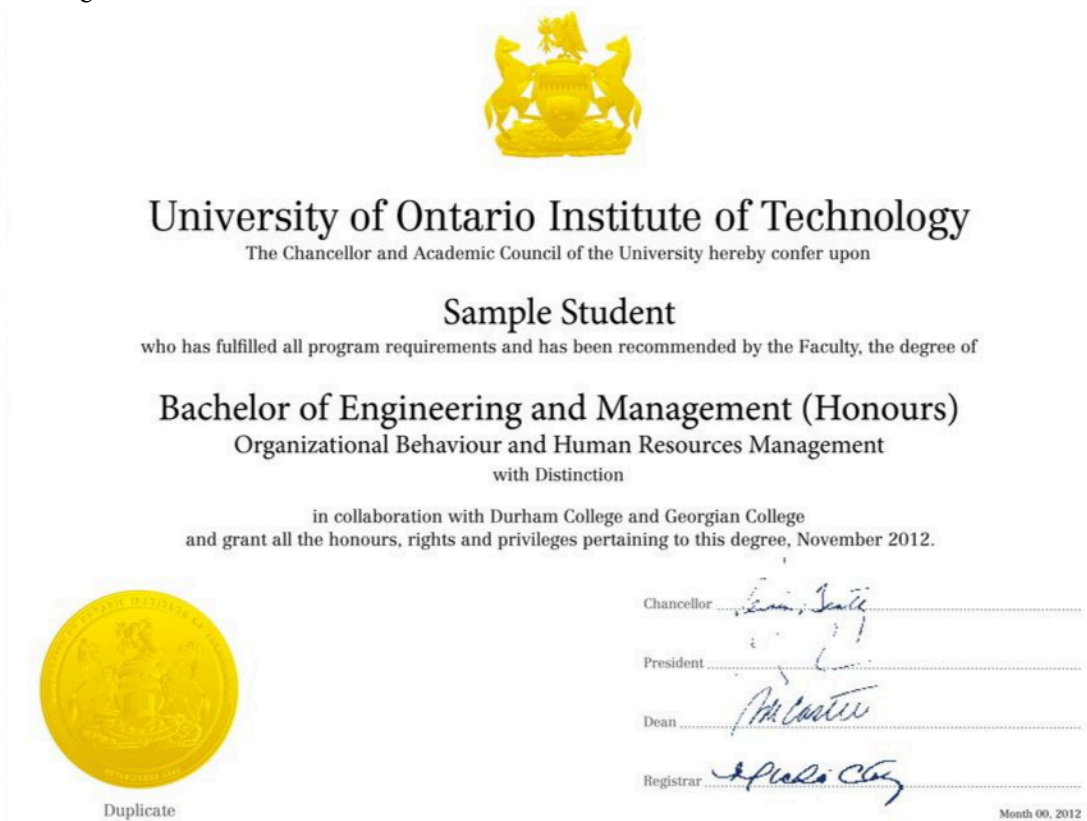 University of Ontario Institute of Technology
The Chancellor and Academic Council of the University hereby confer upon
Sample Student
who has fulfilled all program requirements and has been recommended by the Faculty, the degree of
Bachelor of Engineering and Management (Honours)
Organizational Behaviour and Human Resources Management
with Distinction
in collaboration with Durham College and Georgian College
and grant all the honours, rights and privileges pertaining to this degree, November 2012.
Chancellor
President
Dean
Registrar
Duplicate
Month 00, 2012